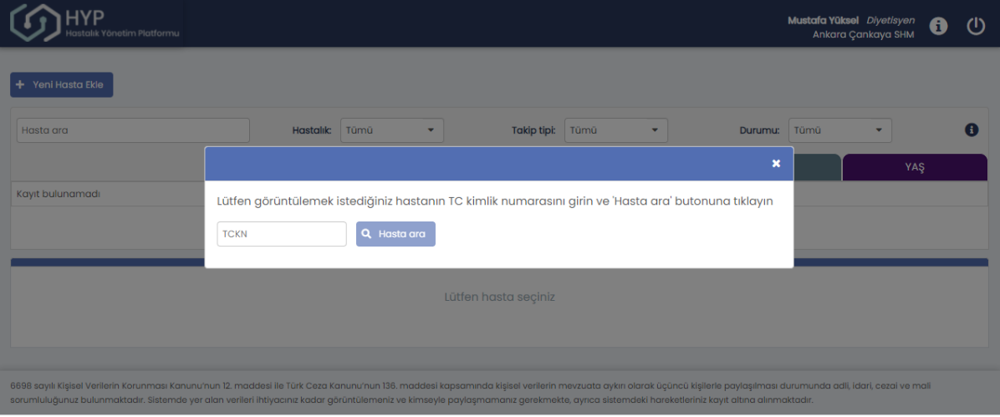 HYP
Hastalık Yönetim Platformu
Mustafa Yüksel Diyetisyen
Ankara Çankaya SHM
+ Yeni Hasta Ekle
Hasta ara
Hastalık: Tümü
Takip tipi: Tümü
Durumu: Tümü
YAŞ
Kayıt bulunamadı
Lütfen görüntülemek istediğiniz hastanın TC kimlik numarasını girin ve 'Hasta ara' butonuna tıklayın
TCKN
Hasta ara
Lütfen hasta seçiniz
6698 sayılı Kişisel Verilerin Korunması Kanunu'nun 12. maddesi ile Türk Ceza Kanunu'nun 136. maddesi kapsamında kişisel verilerin mevzuata aykırı olarak üçüncü kişilerle paylaşılması durumunda adli, idari, cezai ve mali
sorumluluğunuz bulunmaktadır. Sistemde yer alan verileri ihtiyacınız kadar görüntülemeniz ve kimseyle paylaşmamanız gerekmekte, ayrıca sistemdeki hareketleriniz kayıt altına alınmaktadır.